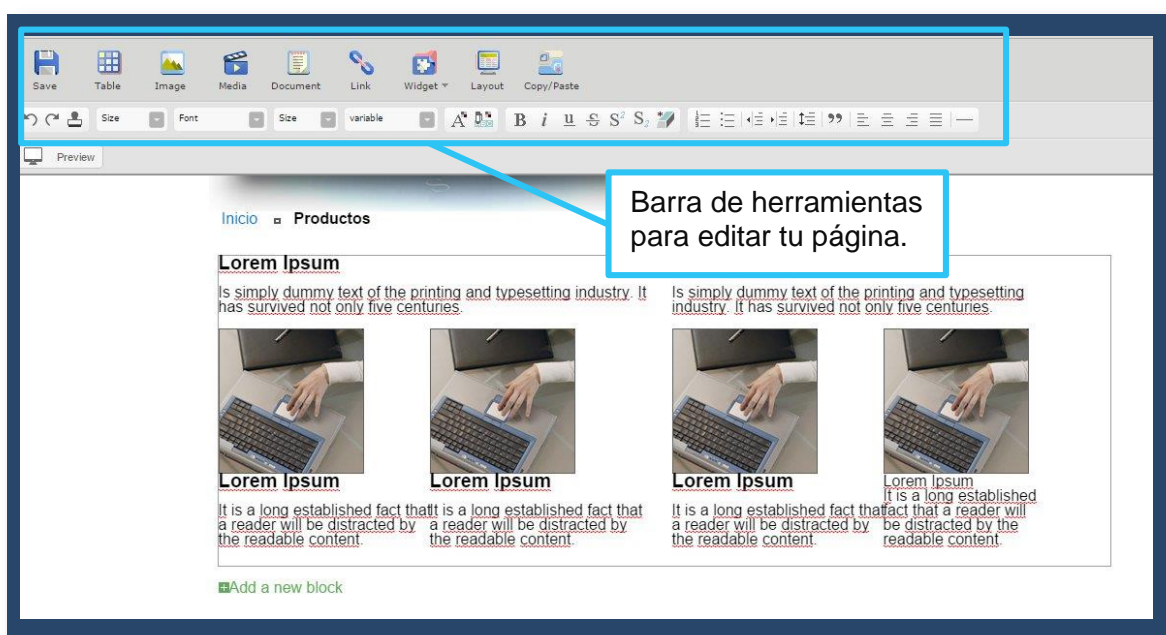 Save Table Image Media Document Link Widget Layout Copy/Paste
Size Font Size variable A B i u S S² S₂
Preview
Barra de herramientas
para editar tu página.
Inicio Productos
Lorem Ipsum
Is simply dummy text of the printing and typesetting industry. It
has survived not only five centuries.
Is simply dummy text of the printing and typesetting
industry. It has survived not only five centuries.
Lorem Ipsum
It is a long established fact that
a reader will be distracted by
the readable content.
Lorem Ipsum
It is a long established fact that
a reader will be distracted by
the readable content.
Lorem Ipsum
It is a long established fact that
a reader will be distracted by
the readable content.
Lorem Ipsum
It is a long established
fact that a reader will
be distracted by the
readable content.
Add a new block